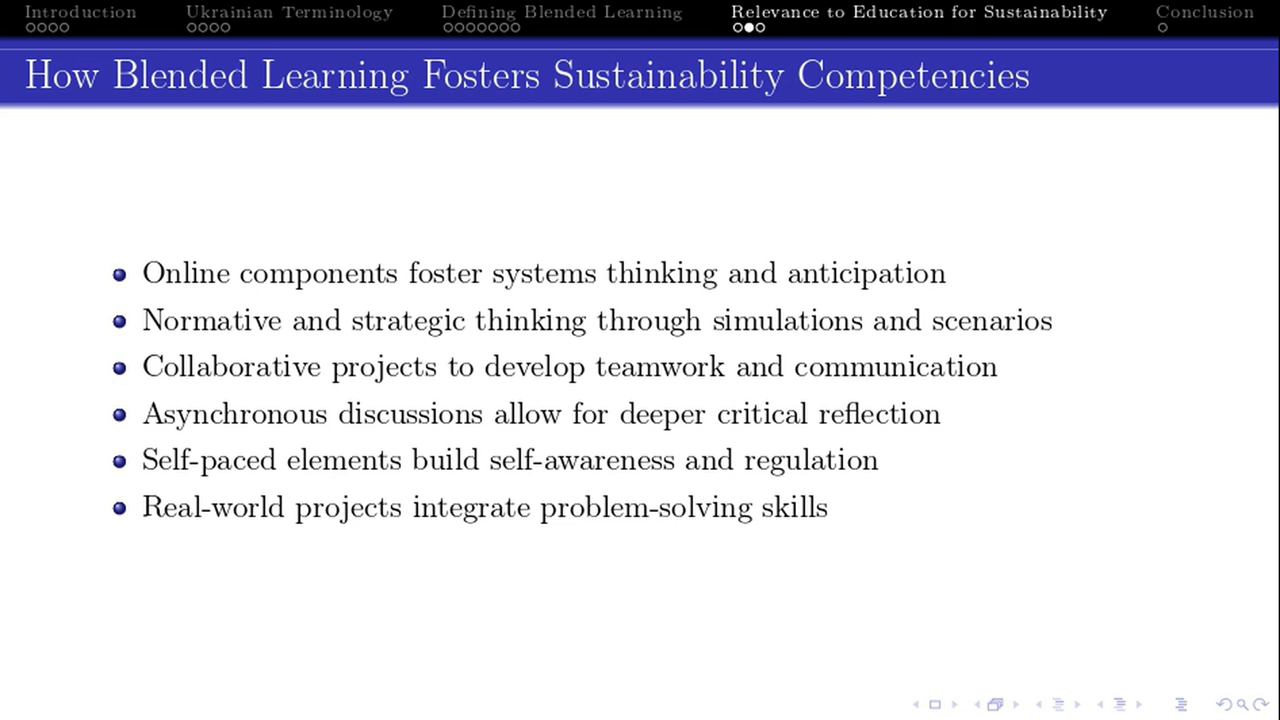 Introduction
Ukrainian Terminology
Defining Blended Learning
Relevance to Education for Sustainability
Conclusion
How Blended Learning Fosters Sustainability Competencies
Online components foster systems thinking and anticipation
Normative and strategic thinking through simulations and scenarios
Collaborative projects to develop teamwork and communication
Asynchronous discussions allow for deeper critical reflection
Self-paced elements build self-awareness and regulation
Real-world projects integrate problem-solving skills